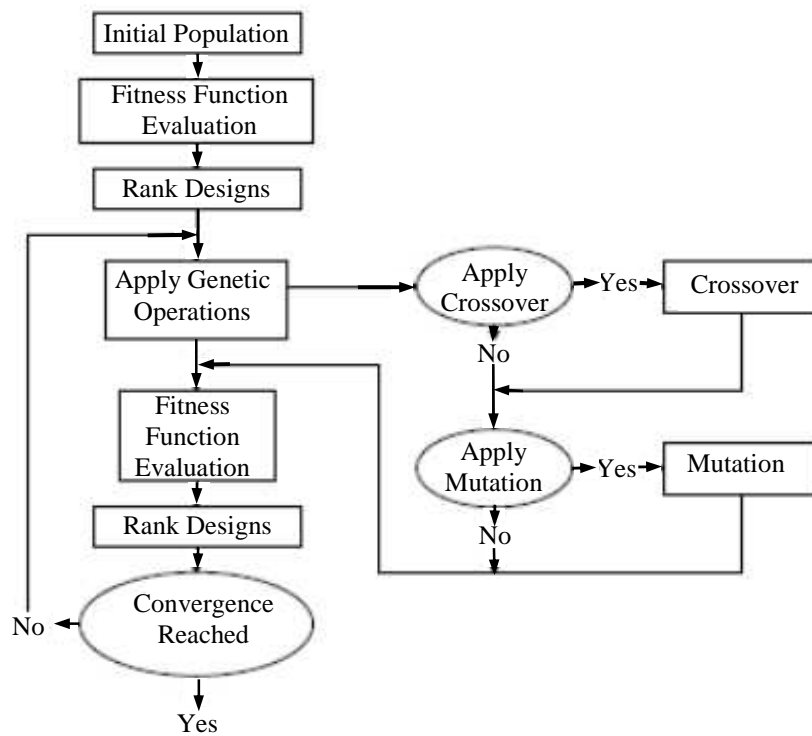 Initial Population
Fitness Function
Evaluation
Rank Designs
Apply Genetic
Operations
Apply
Crossover
Yes
Crossover
No
Fitness
Function
Evaluation
Apply
Mutation
Yes
Mutation
Rank Designs
No
Convergence
Reached
No
Yes